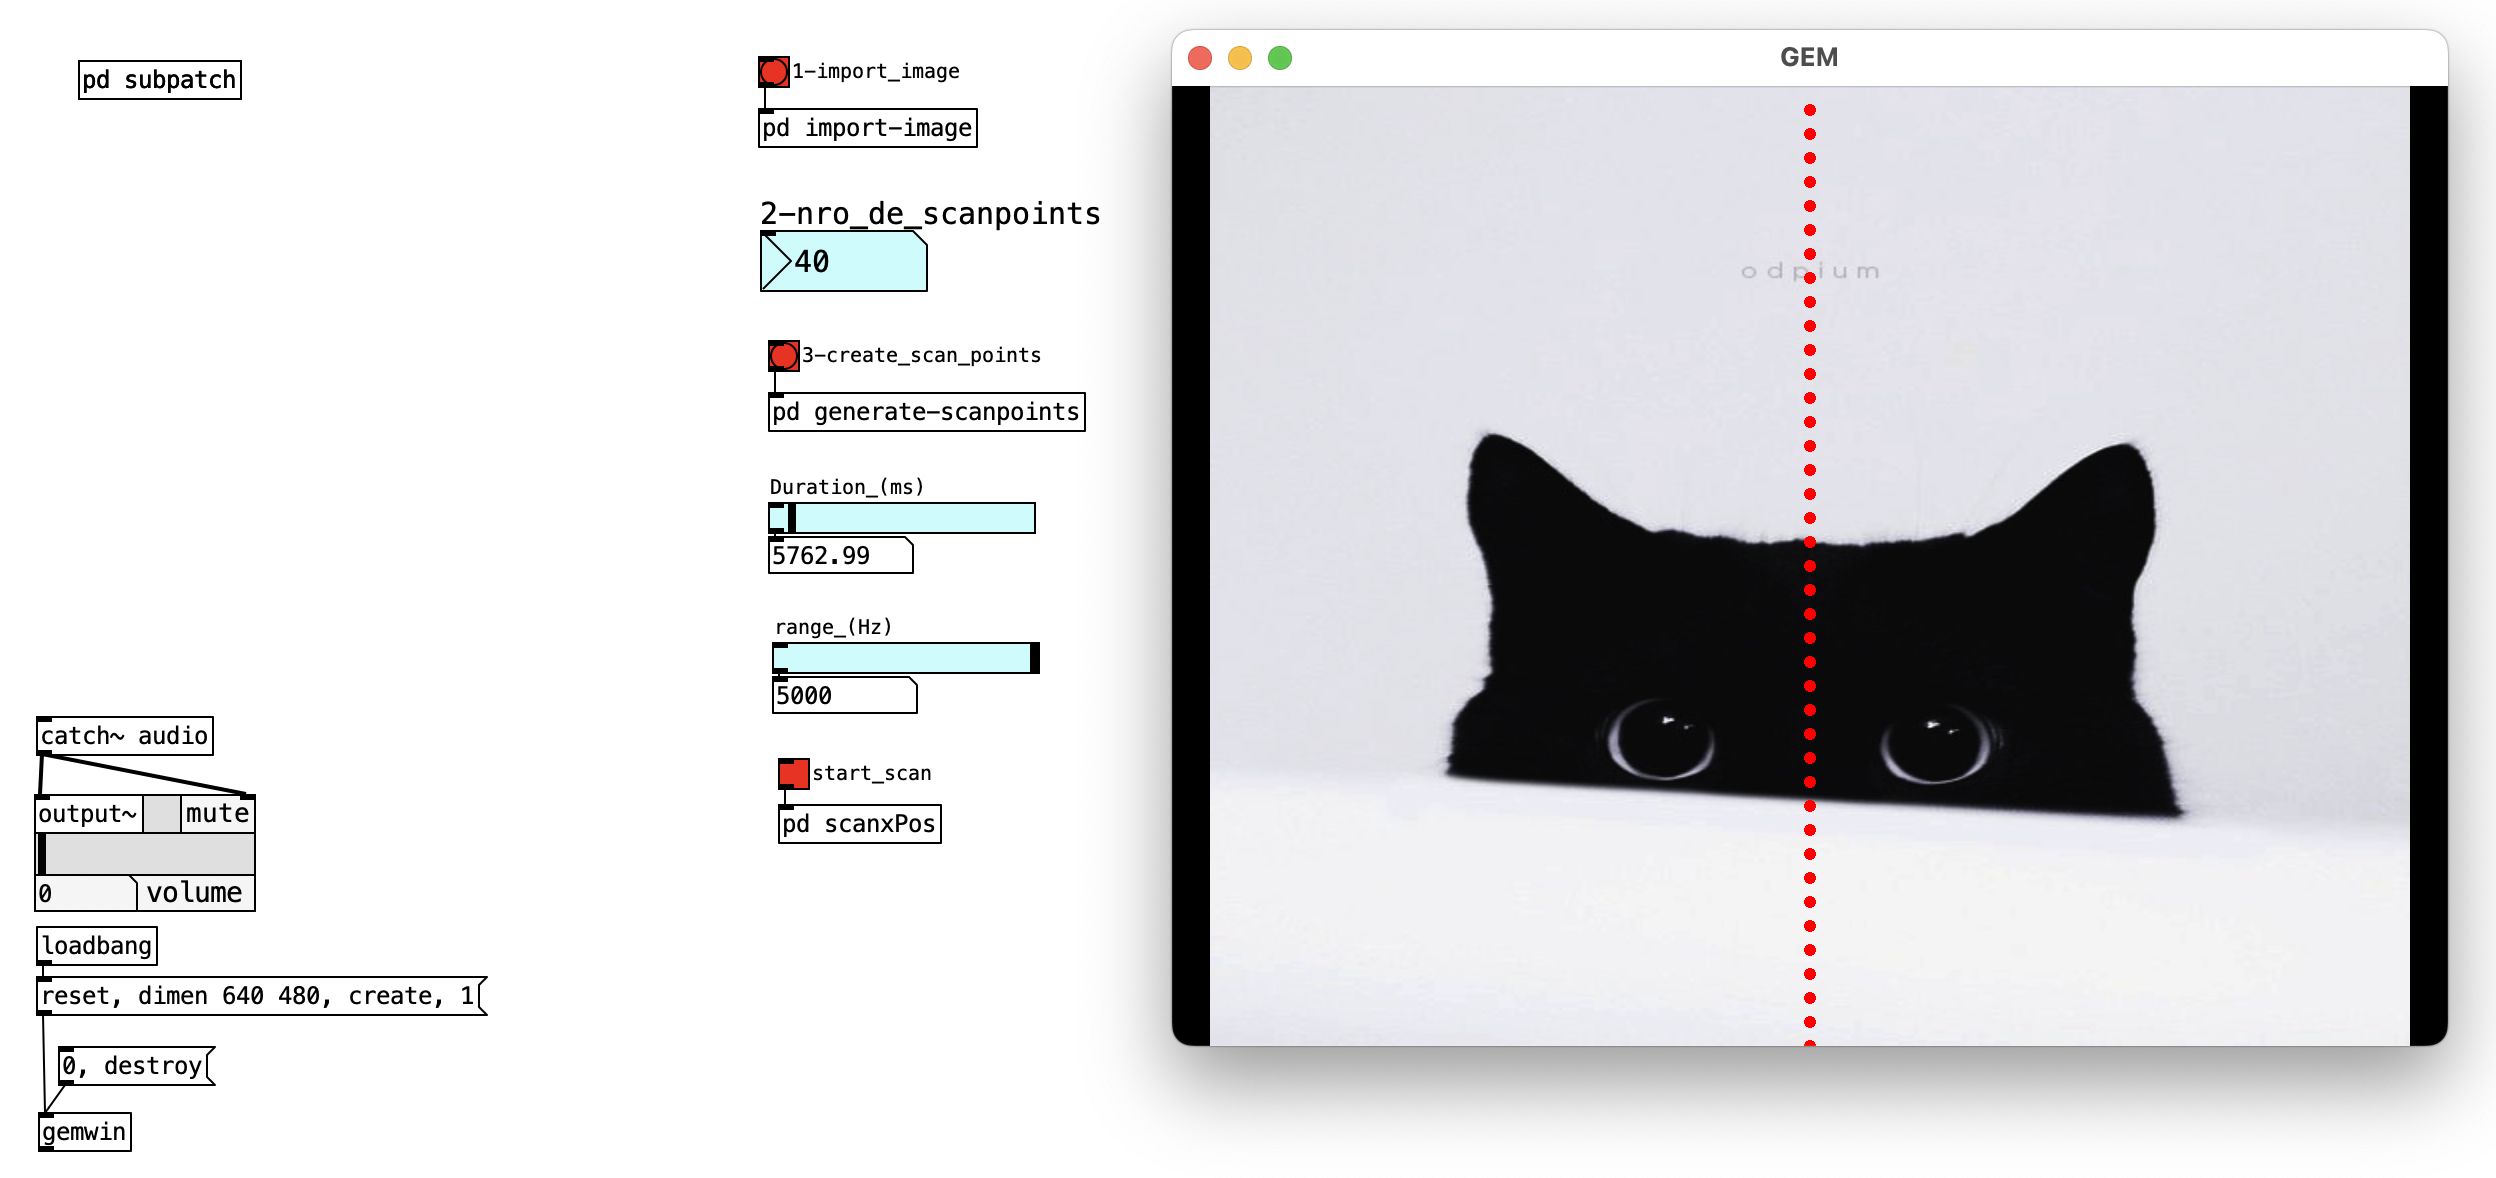 pd subpatch
1-import_image
pd import-image
2-nro_de_scanpoints
40
3-create_scan_points
pd generate-scanpoints
Duration_(ms)
5762.99
range_(Hz)
5000
start_scan
pd scanxPos
catch~ audio
output~ mute
0 volume
loadbang
reset, dimen 640 480, create, 1
0, destroy
gemwin
GEM
odpium